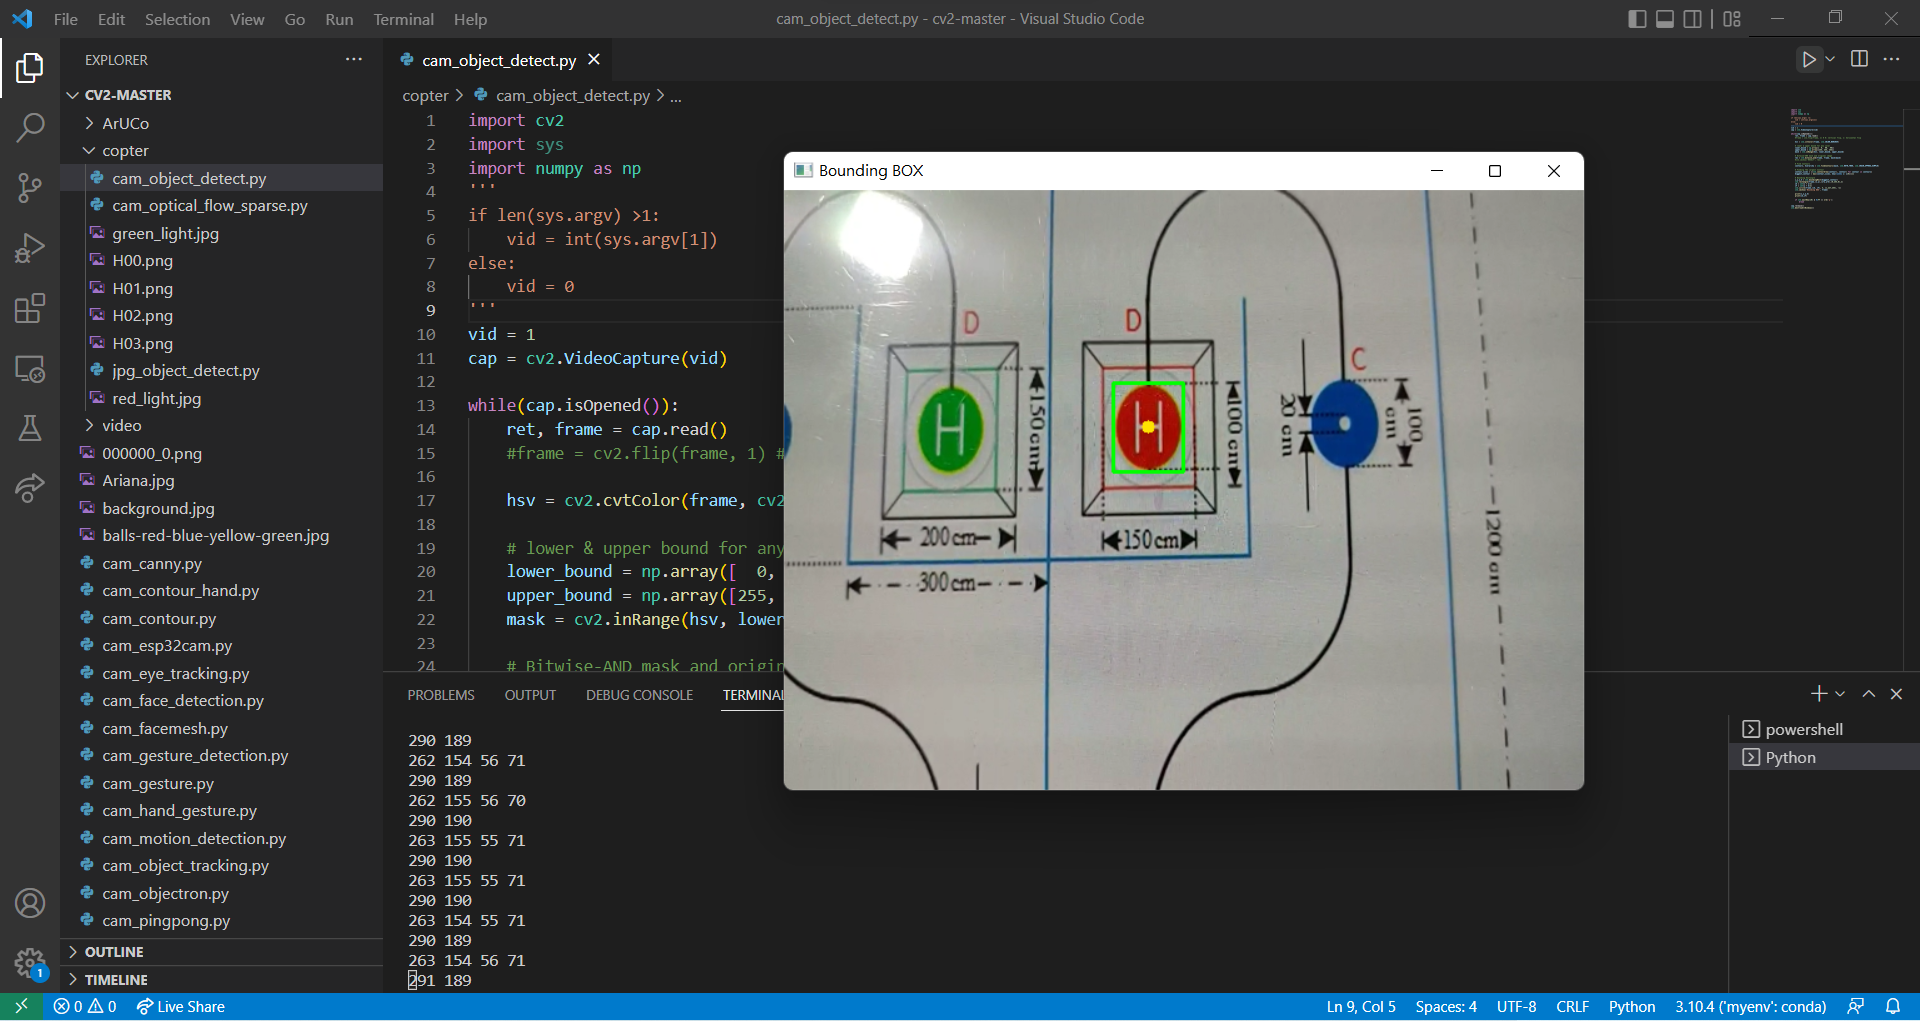 File Edit Selection View Go Run Terminal Help
cam_object_detect.py - cv2-master - Visual Studio Code
EXPLORER
CV2-MASTER
ArUCo
copter
cam_object_detect.py
cam_optical_flow_sparse.py
green_light.jpg
H00.png
H01.png
H02.png
H03.png
jpg_object_detect.py
red_light.jpg
video
000000_0.png
Ariana.jpg
background.jpg
balls-red-blue-yellow-green.jpg
cam_canny.py
cam_contour_hand.py
cam_contour.py
cam_esp32cam.py
cam_eye_tracking.py
cam_face_detection.py
cam_facemesh.py
cam_gesture_detection.py
cam_gesture.py
cam_hand_gesture.py
cam_motion_detection.py
cam_object_tracking.py
cam_objectron.py
cam_pingpong.py
OUTLINE
TIMELINE
1
cam_object_detect.py
copter > cam_object_detect.py > ...
1 import cv2
2 import sys
3 import numpy as np
4 '''
5 if len(sys.argv) >1:
6 vid = int(sys.argv[1])
7 else:
8 vid = 0
9 '''
10 vid = 1
11 cap = cv2.VideoCapture(vid)
12
13 while(cap.isOpened()):
14 ret, frame = cap.read()
15 #frame = cv2.flip(frame, 1) #
16
17 hsv = cv2.cvtColor(frame, cv2
18
19 # lower & upper bound for any
20 lower_bound = np.array([ 0,
21 upper_bound = np.array([255,
22 mask = cv2.inRange(hsv, lower
23
24 # Bitwise-AND mask and origin
Bounding BOX
D
D
C
H
H
150cm
100cm
20 cm
100 cm
200cm
150cm
300cm
1200 cm
PROBLEMS OUTPUT DEBUG CONSOLE TERMINAL
290 189
262 154 56 71
290 189
262 155 56 70
290 190
263 155 55 71
290 190
263 155 55 71
290 190
263 154 55 71
290 189
263 154 56 71
291 189
powershell
Python
0 0 Live Share
Ln 9, Col 5 Spaces: 4 UTF-8 CRLF Python 3.10.4 ('myenv': conda)